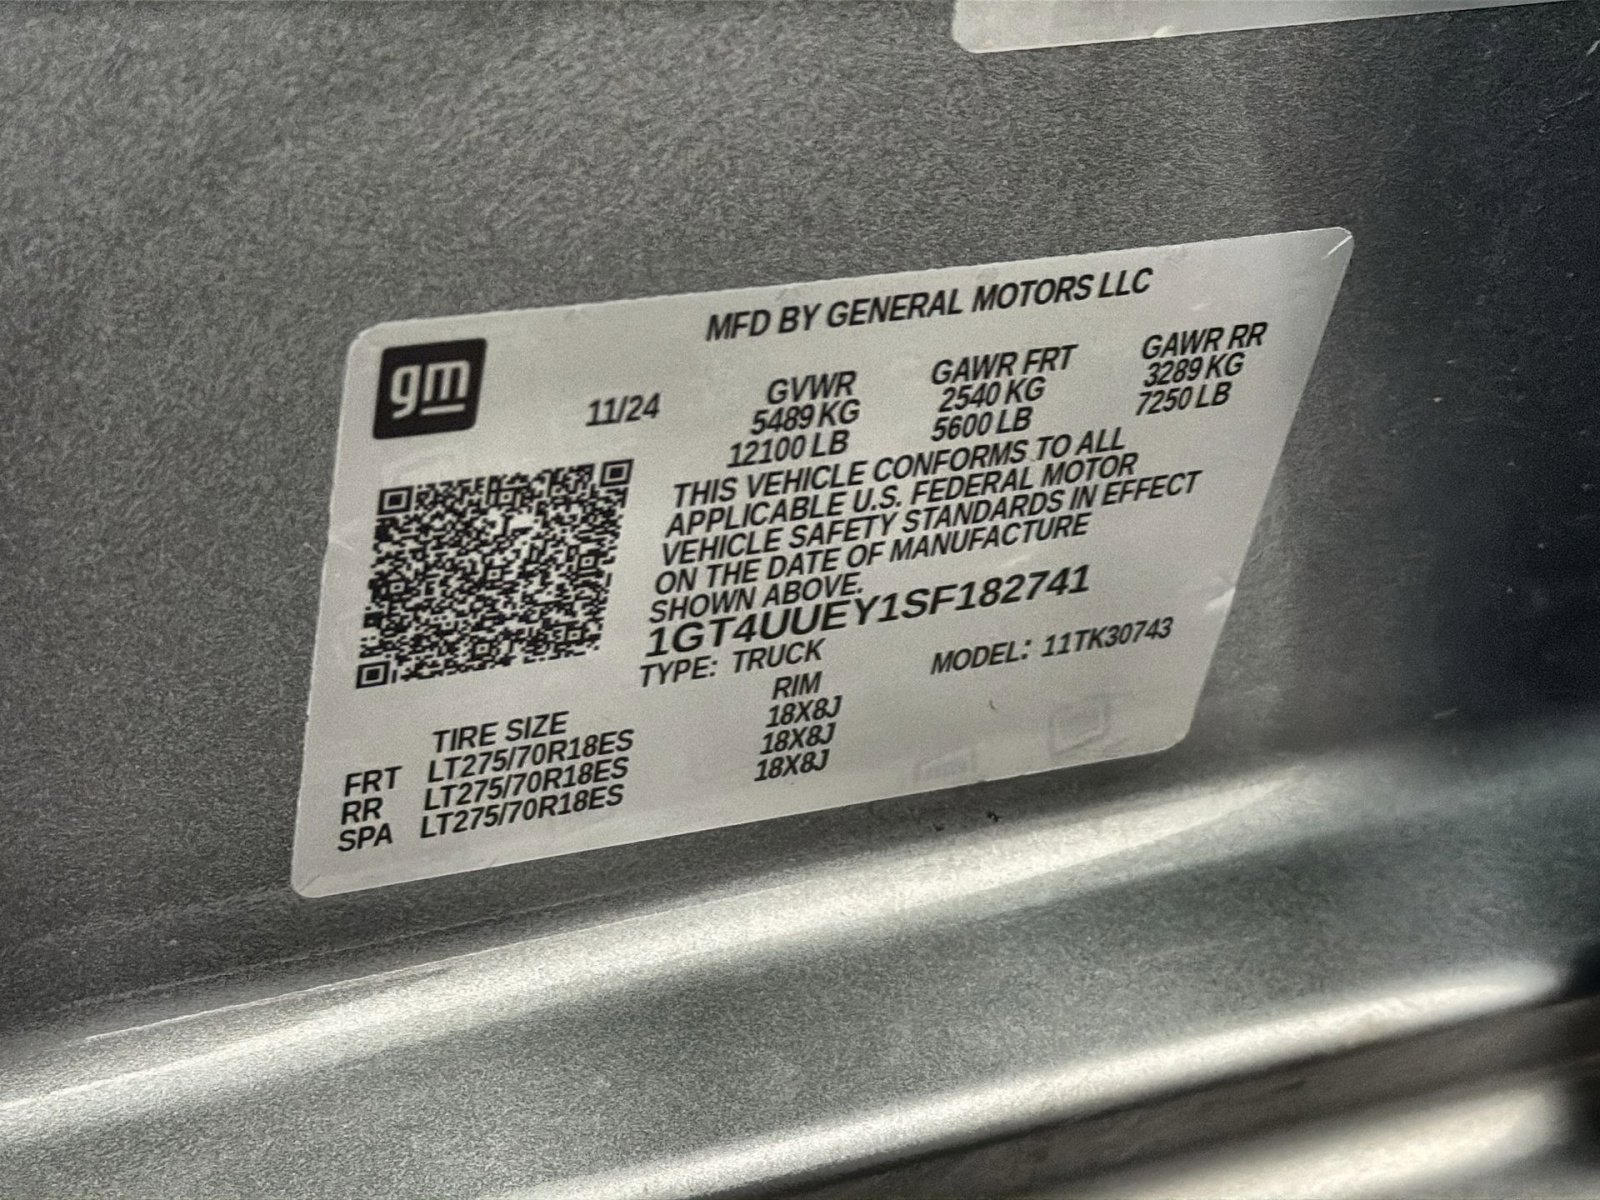 MFD BY GENERAL MOTORS LLC
gm
11/24
GVWR GAWR FRT GAWR RR
5489 KG 2540 KG 3289 KG
12100 LB 5600 LB 7250 LB
THIS VEHICLE CONFORMS TO ALL
APPLICABLE U.S. FEDERAL MOTOR
VEHICLE SAFETY STANDARDS IN EFFECT
ON THE DATE OF MANUFACTURE
SHOWN ABOVE.
1GT4UUEY1SF182741
TYPE: TRUCK MODEL: 11TK30743
TIRE SIZE RIM
FRT LT275/70R18ES 18X8J
RR LT275/70R18ES 18X8J
SPA LT275/70R18ES 18X8J